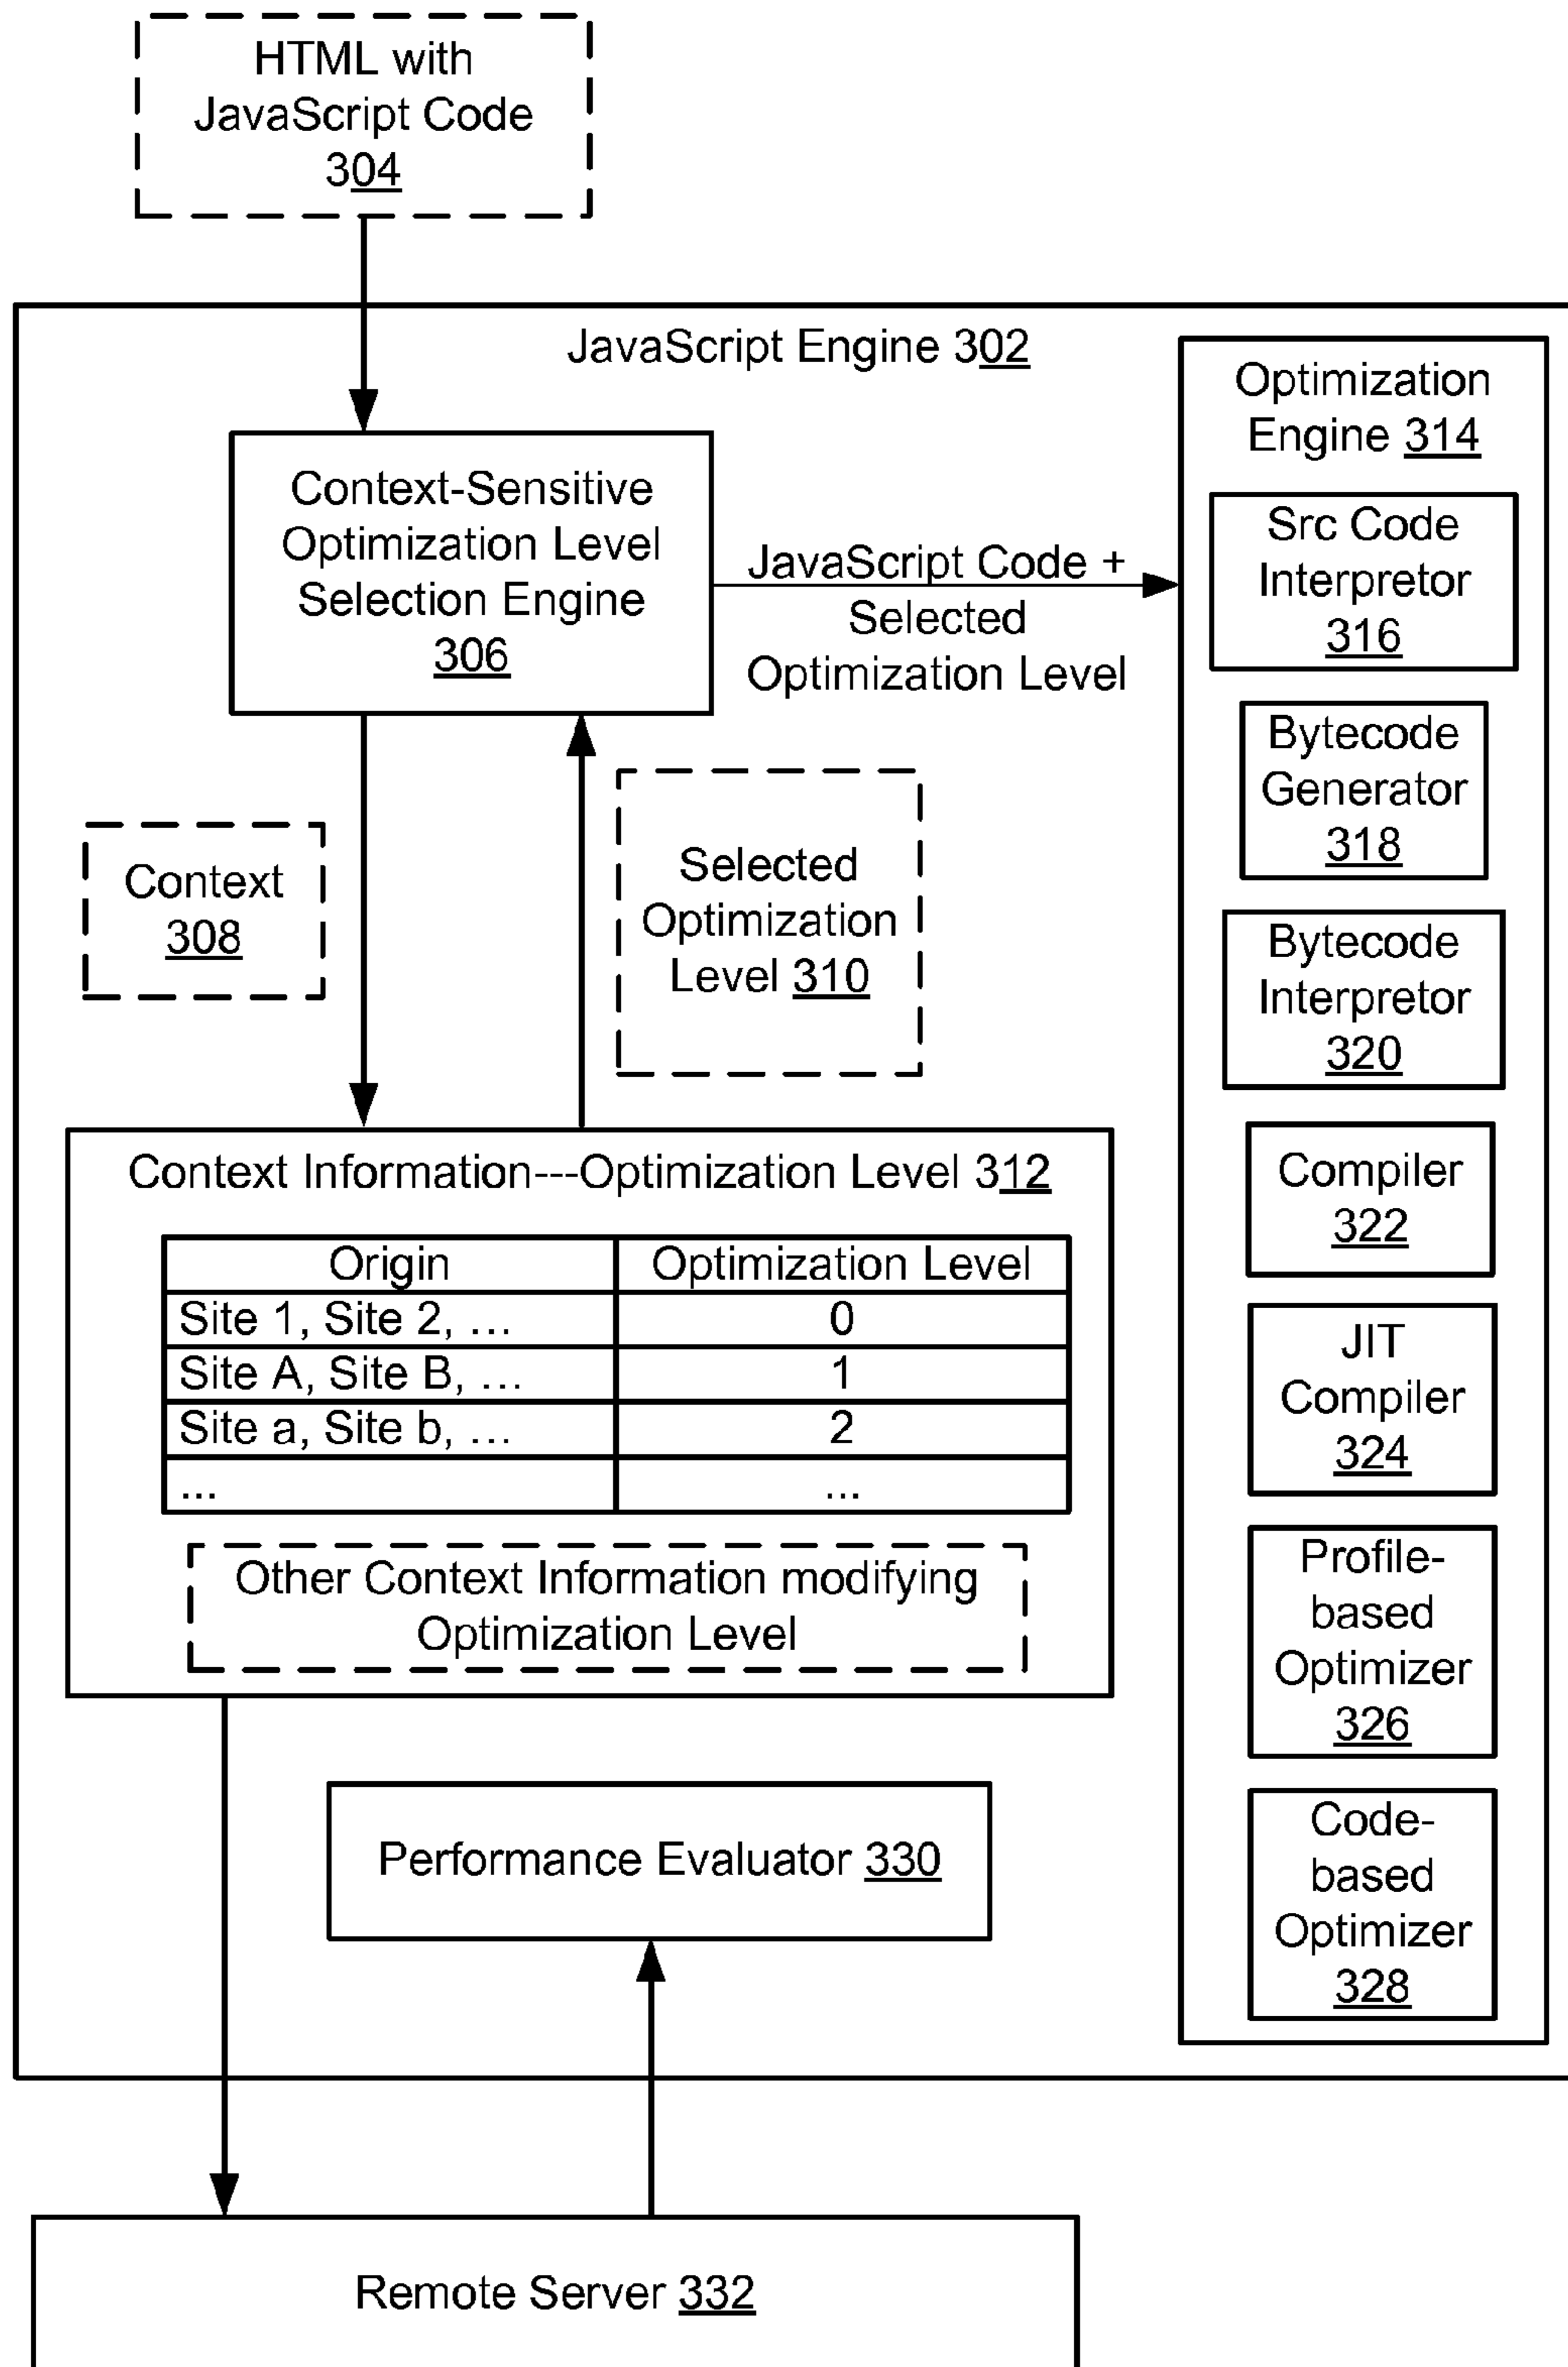 HTML with
JavaScript Code
304
JavaScript Engine 302
Context-Sensitive
Optimization Level
Selection Engine
306
JavaScript Code +
Selected
Optimization Level
Context
308
Selected
Optimization
Level 310
Context Information---Optimization Level 312
Origin Optimization Level
Site 1, Site 2, ... 0
Site A, Site B, ... 1
Site a, Site b, ... 2
... ...
Other Context Information modifying
Optimization Level
Performance Evaluator 330
Optimization
Engine 314
Src Code
Interpretor
316
Bytecode
Generator
318
Bytecode
Interpretor
320
Compiler
322
JIT
Compiler
324
Profile-
based
Optimizer
326
Code-
based
Optimizer
328
Remote Server 332